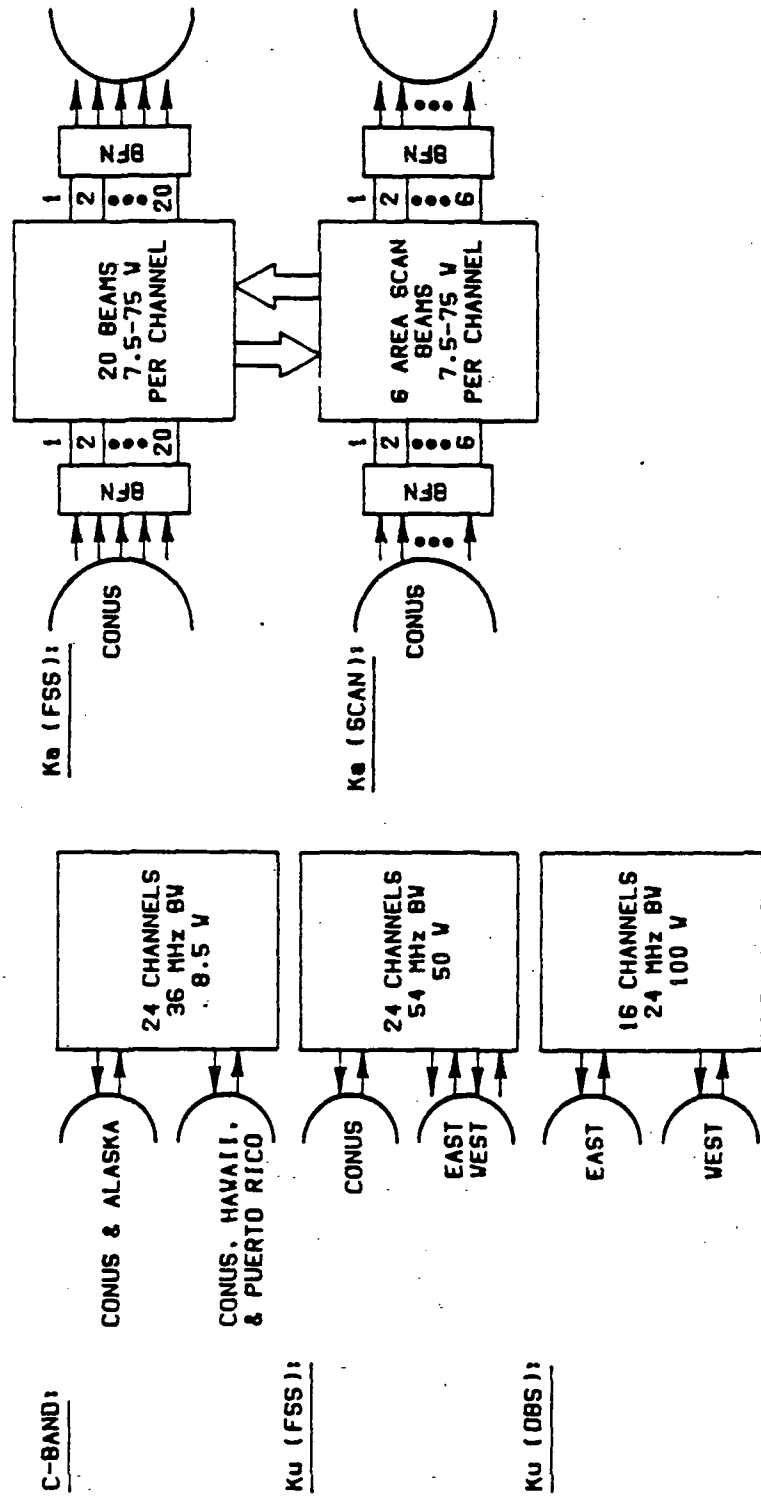 C-BAND:
CONUS & ALASKA
CONUS, HAWAII,
& PUERTO RICO
24 CHANNELS
36 MHz BW
8.5 W
Ku (FSS):
CONUS
EAST
WEST
24 CHANNELS
54 MHz BW
50 W
Ku (DBS):
EAST
WEST
16 CHANNELS
24 MHz BW
100 W
Ka (FSS):
CONUS
BFN
1
2
•••
20
20 BEAMS
7.5-75 W
PER CHANNEL
1
2
•••
20
BFN
Ka (SCAN):
CONUS
•••
BFN
1
2
•••
6
6 AREA SCAN
BEAMS
7.5-75 W
PER CHANNEL
1
2
•••
6
BFN
•••